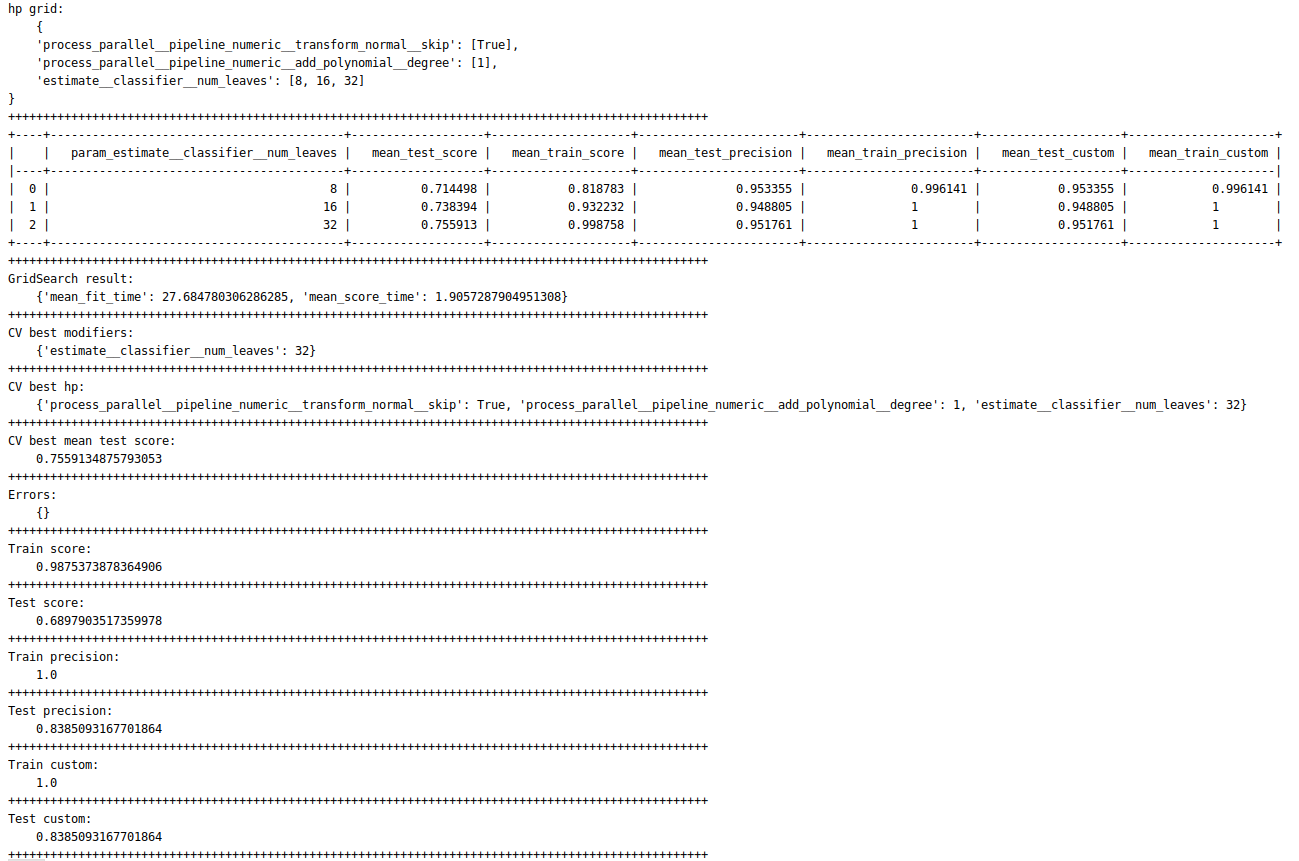 hp grid:
    {
    'process_parallel__pipeline_numeric__transform_normal__skip': [True],
    'process_parallel__pipeline_numeric__add_polynomial__degree': [1],
    'estimate__classifier__num_leaves': [8, 16, 32]
}
++++++++++++++++++++++++++++++++++++++++++++++++++++++++++++++++++++++++++++++++++++++++++++++++++++
+----+------------------------------------------+-------------------+--------------------+-----------------------+------------------------+--------------------+---------------------+
|    |   param_estimate__classifier__num_leaves |   mean_test_score |   mean_train_score |   mean_test_precision |   mean_train_precision |   mean_test_custom |   mean_train_custom |
|----+------------------------------------------+-------------------+--------------------+-----------------------+------------------------+--------------------+---------------------|
|  0 |                                        8 |          0.714498 |           0.818783 |              0.953355 |               0.996141 |           0.953355 |            0.996141 |
|  1 |                                       16 |          0.738394 |           0.932232 |              0.948805 |               1        |           0.948805 |            1        |
|  2 |                                       32 |          0.755913 |           0.998758 |              0.951761 |               1        |           0.951761 |            1        |
+----+------------------------------------------+-------------------+--------------------+-----------------------+------------------------+--------------------+---------------------+
++++++++++++++++++++++++++++++++++++++++++++++++++++++++++++++++++++++++++++++++++++++++++++++++++++
GridSearch result:
    {'mean_fit_time': 27.684780306286285, 'mean_score_time': 1.9057287904951308}
++++++++++++++++++++++++++++++++++++++++++++++++++++++++++++++++++++++++++++++++++++++++++++++++++++
CV best modifiers:
    {'estimate__classifier__num_leaves': 32}
++++++++++++++++++++++++++++++++++++++++++++++++++++++++++++++++++++++++++++++++++++++++++++++++++++
CV best hp:
    {'process_parallel__pipeline_numeric__transform_normal__skip': True, 'process_parallel__pipeline_numeric__add_polynomial__degree': 1, 'estimate__classifier__num_leaves': 32}
++++++++++++++++++++++++++++++++++++++++++++++++++++++++++++++++++++++++++++++++++++++++++++++++++++
CV best mean test score:
    0.7559134875793053
++++++++++++++++++++++++++++++++++++++++++++++++++++++++++++++++++++++++++++++++++++++++++++++++++++
Errors:
    {}
++++++++++++++++++++++++++++++++++++++++++++++++++++++++++++++++++++++++++++++++++++++++++++++++++++
Train score:
    0.9875373878364906
++++++++++++++++++++++++++++++++++++++++++++++++++++++++++++++++++++++++++++++++++++++++++++++++++++
Test score:
    0.6897903517359978
++++++++++++++++++++++++++++++++++++++++++++++++++++++++++++++++++++++++++++++++++++++++++++++++++++
Train precision:
    1.0
++++++++++++++++++++++++++++++++++++++++++++++++++++++++++++++++++++++++++++++++++++++++++++++++++++
Test precision:
    0.8385093167701864
++++++++++++++++++++++++++++++++++++++++++++++++++++++++++++++++++++++++++++++++++++++++++++++++++++
Train custom:
    1.0
++++++++++++++++++++++++++++++++++++++++++++++++++++++++++++++++++++++++++++++++++++++++++++++++++++
Test custom:
    0.8385093167701864
++++++++++++++++++++++++++++++++++++++++++++++++++++++++++++++++++++++++++++++++++++++++++++++++++++